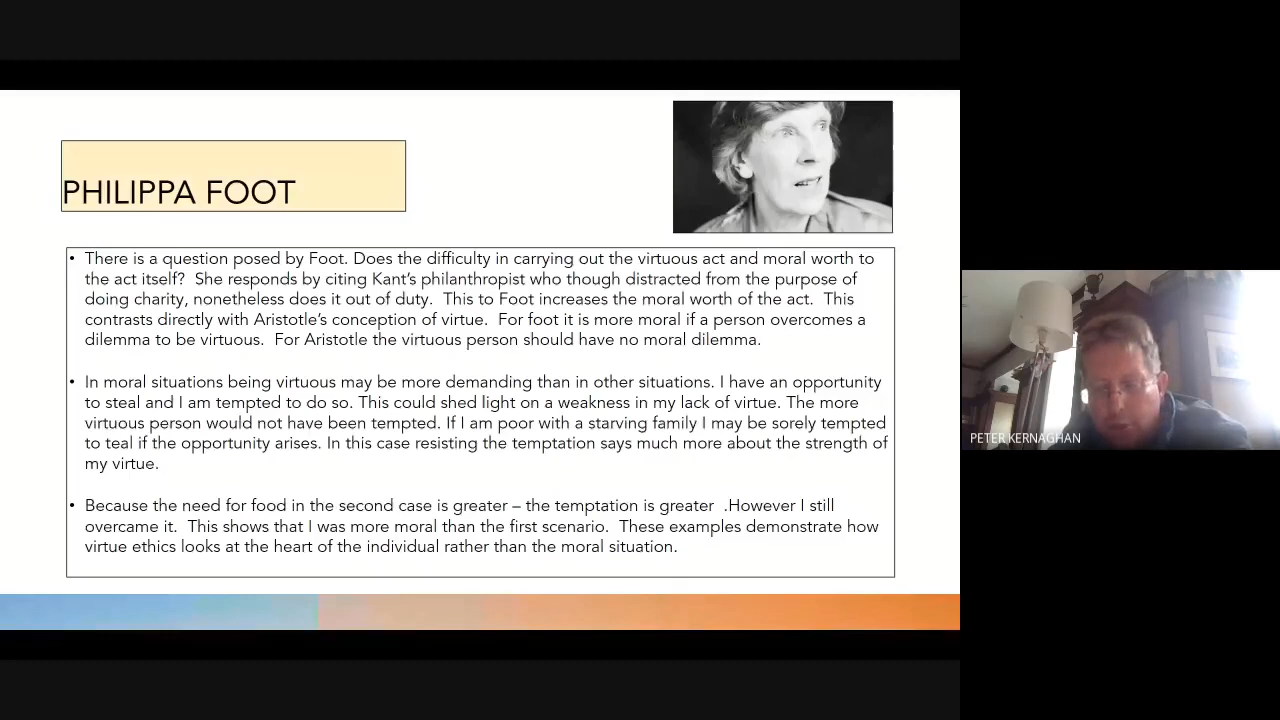 PHILIPPA FOOT
• There is a question posed by Foot. Does the difficulty in carrying out the virtuous act and moral worth to
the act itself?  She responds by citing Kant's philanthropist who though distracted from the purpose of
doing charity, nonetheless does it out of duty.  This to Foot increases the moral worth of the act.  This
contrasts directly with Aristotle's conception of virtue.  For foot it is more moral if a person overcomes a
dilemma to be virtuous.  For Aristotle the virtuous person should have no moral dilemma.
• In moral situations being virtuous may be more demanding than in other situations. I have an opportunity
to steal and I am tempted to do so. This could shed light on a weakness in my lack of virtue. The more
virtuous person would not have been tempted. If I am poor with a starving family I may be sorely tempted
to teal if the opportunity arises. In this case resisting the temptation says much more about the strength of
my virtue.
• Because the need for food in the second case is greater – the temptation is greater  .However I still
overcame it.  This shows that I was more moral than the first scenario.  These examples demonstrate how
virtue ethics looks at the heart of the individual rather than the moral situation.
PETER KERNAGHAN